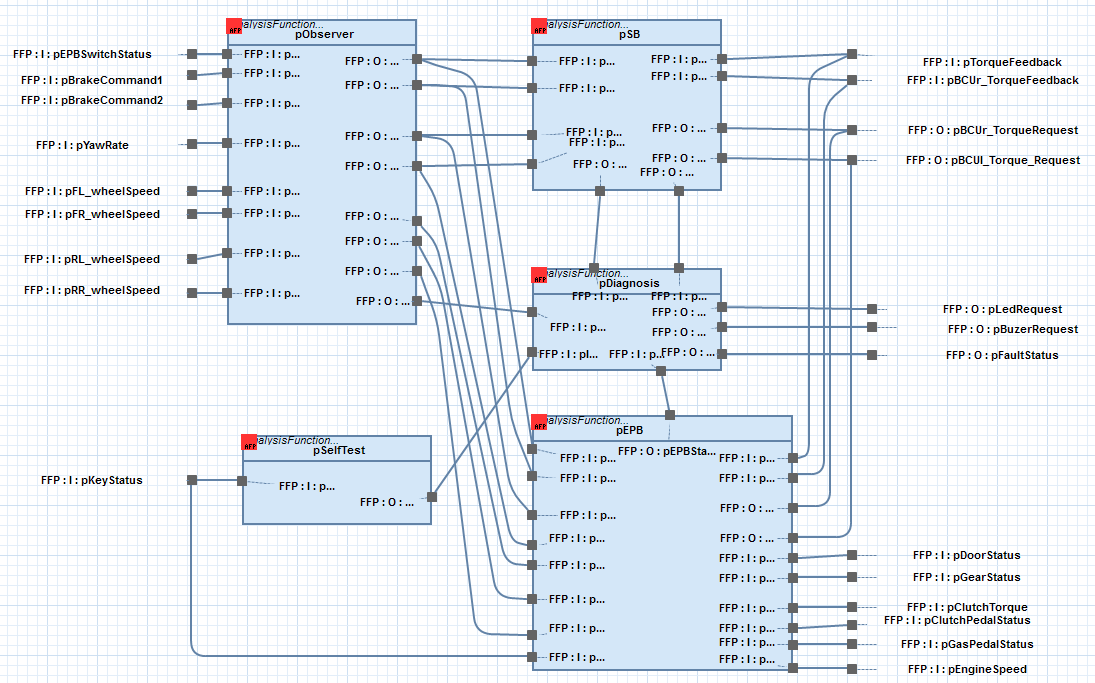 AFP
alysisFunction...
pObserver
FFP : I : pEPBSwitchStatus
FFP : I : pBrakeCommand1
FFP : I : pBrakeCommand2
FFP : I : pYawRate
FFP : I : pFL_wheelSpeed
FFP : I : pFR_wheelSpeed
FFP : I : pRL_wheelSpeed
FFP : I : pRR_wheelSpeed
FFP : I : p...
FFP : I : p...
FFP : I : p...
FFP : I : p...
FFP : I : p...
FFP : I : p...
FFP : I : p...
FFP : I : p...
FFP : O : ...
FFP : O : ...
FFP : O : ...
FFP : O : ...
FFP : O : ...
FFP : O : ...
FFP : O : ...
FFP : O : ...
AFP
alysisFunction...
pSB
FFP : I : p...
FFP : I : p...
FFP : I : p...
FFP : I : p...
FFP : O : ...
FFP : I : p...
FFP : I : p...
FFP : O : ...
FFP : O : ...
FFP : O : ...
FFP : I : pTorqueFeedback
FFP : I : pBCUr_TorqueFeedback
FFP : O : pBCUr_TorqueRequest
FFP : O : pBCUl_Torque_Request
AFP
alysisFunction...
pDiagnosis
FFP : I : p...
FFP : I : p...
FFP : O : ...
FFP : I : p...
FFP : O : ...
FFP : I : pl...
FFP : I : p...
FFP : O : ...
FFP : O : pLedRequest
FFP : O : pBuzerRequest
FFP : O : pFaultStatus
AFP
alysisFunction...
pSelfTest
FFP : I : pKeyStatus
FFP : I : p...
FFP : O : ...
AFP
alysisFunction...
pEPB
FFP : O : pEPBSta...
FFP : I : p...
FFP : I : p...
FFP : I : p...
FFP : I : p...
FFP : I : p...
FFP : I : p...
FFP : I : p...
FFP : I : p...
FFP : I : p...
FFP : I : p...
FFP : O : ...
FFP : O : ...
FFP : I : p...
FFP : I : p...
FFP : I : p...
FFP : I : p...
FFP : I : p...
FFP : I : p...
FFP : I : pDoorStatus
FFP : I : pGearStatus
FFP : I : pClutchTorque
FFP : I : pClutchPedalStatus
FFP : I : pGasPedalStatus
FFP : I : pEngineSpeed